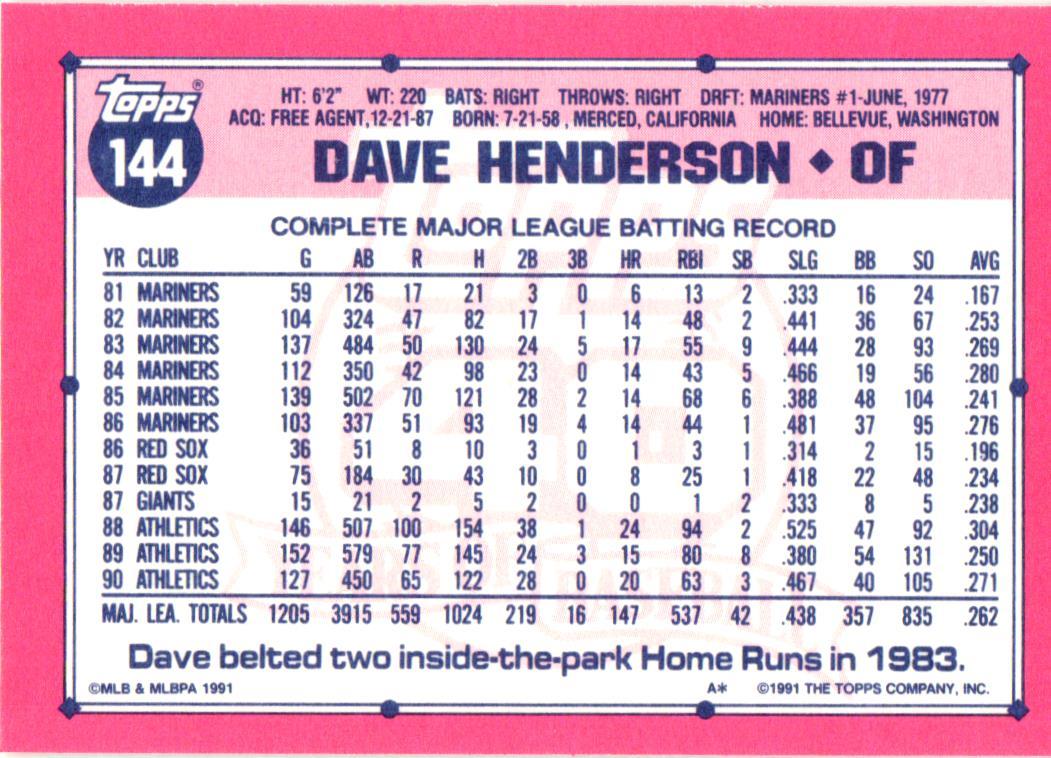 topps®
144
HT: 6'2" WT: 220 BATS: RIGHT THROWS: RIGHT DRFT: MARINERS #1-JUNE, 1977
ACQ: FREE AGENT,12-21-87 BORN: 7-21-58 , MERCED, CALIFORNIA HOME: BELLEVUE, WASHINGTON
DAVE HENDERSON ◆ OF
COMPLETE MAJOR LEAGUE BATTING RECORD
YR CLUB G AB R H 2B 3B HR RBI SB SLG BB SO AVG
81 MARINERS 59 126 17 21 3 0 6 13 2 .333 16 24 .167
82 MARINERS 104 324 47 82 17 1 14 48 2 .441 36 67 .253
83 MARINERS 137 484 50 130 24 5 17 55 9 .444 28 93 .269
84 MARINERS 112 350 42 98 23 0 14 43 5 .466 19 56 .280
85 MARINERS 139 502 70 121 28 2 14 68 6 .388 48 104 .241
86 MARINERS 103 337 51 93 19 4 14 44 1 .481 37 95 .276
86 RED SOX 36 51 8 10 3 0 1 3 1 .314 2 15 .196
87 RED SOX 75 184 30 43 10 0 8 25 1 .418 22 48 .234
87 GIANTS 15 21 2 5 2 0 0 1 2 .333 8 5 .238
88 ATHLETICS 146 507 100 154 38 1 24 94 2 .525 47 92 .304
89 ATHLETICS 152 579 77 145 24 3 15 80 8 .380 54 131 .250
90 ATHLETICS 127 450 65 122 28 0 20 63 3 .467 40 105 .271
MAJ. LEA. TOTALS 1205 3915 559 1024 219 16 147 537 42 .438 357 835 .262
Dave belted two inside-the-park Home Runs in 1983.
©MLB & MLBPA 1991 A* ©1991 THE TOPPS COMPANY, INC.